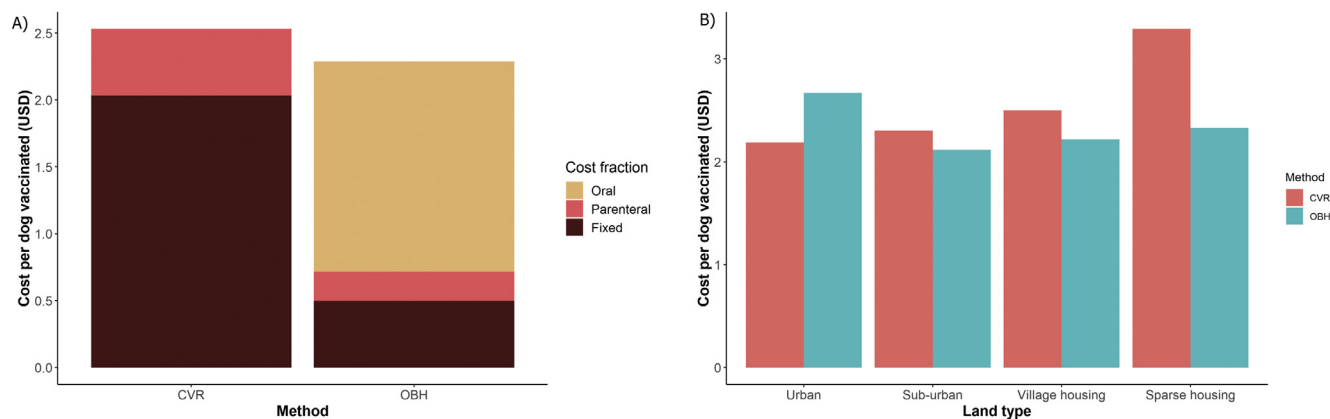 A)
Cost per dog vaccinated (USD)
2.5
2.0
1.5
1.0
0.5
0.0
CVR
OBH
Method
Cost fraction
Oral
Parenteral
Fixed
B)
Cost per dog vaccinated (USD)
3
2
1
0
Urban
Sub-urban
Village housing
Sparse housing
Land type
Method
CVR
OBH